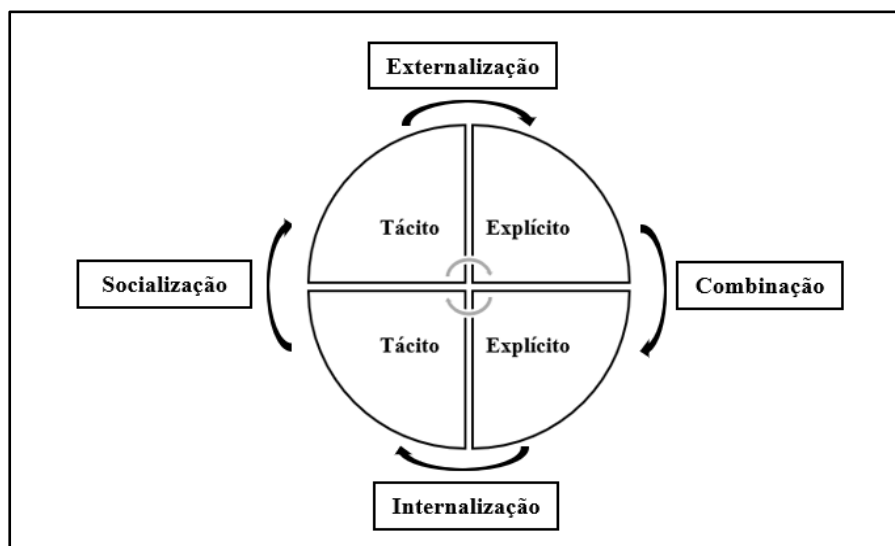 Externalização
Tácito
Explícito
Socialização
Combinação
Tácito
Explícito
Internalização